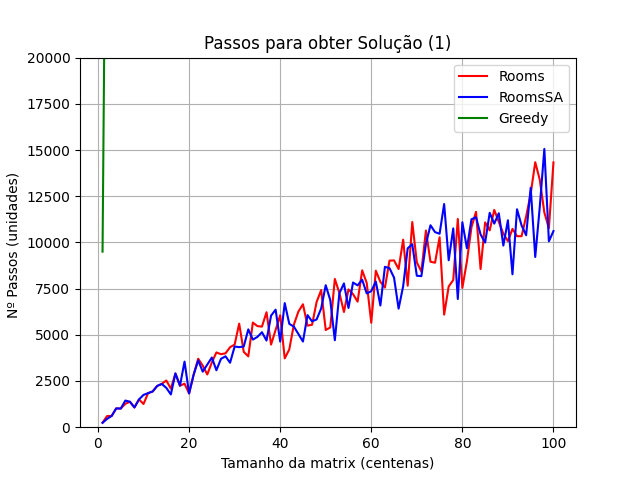 Passos para obter Solução (1)
Nº Passos (unidades)
20000
17500
15000
12500
10000
7500
5000
2500
0
Rooms
RoomsSA
Greedy
0 20 40 60 80 100
Tamanho da matrix (centenas)